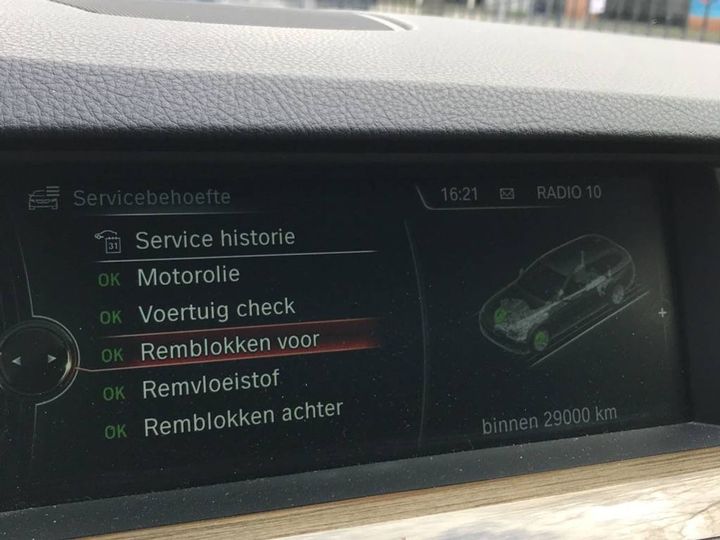 Servicebehoefte
16:21 RADIO 10
31 Service historie
OK Motorolie
OK Voertuig check
OK Remblokken voor
OK Remvloeistof
OK Remblokken achter
+
binnen 29000 km